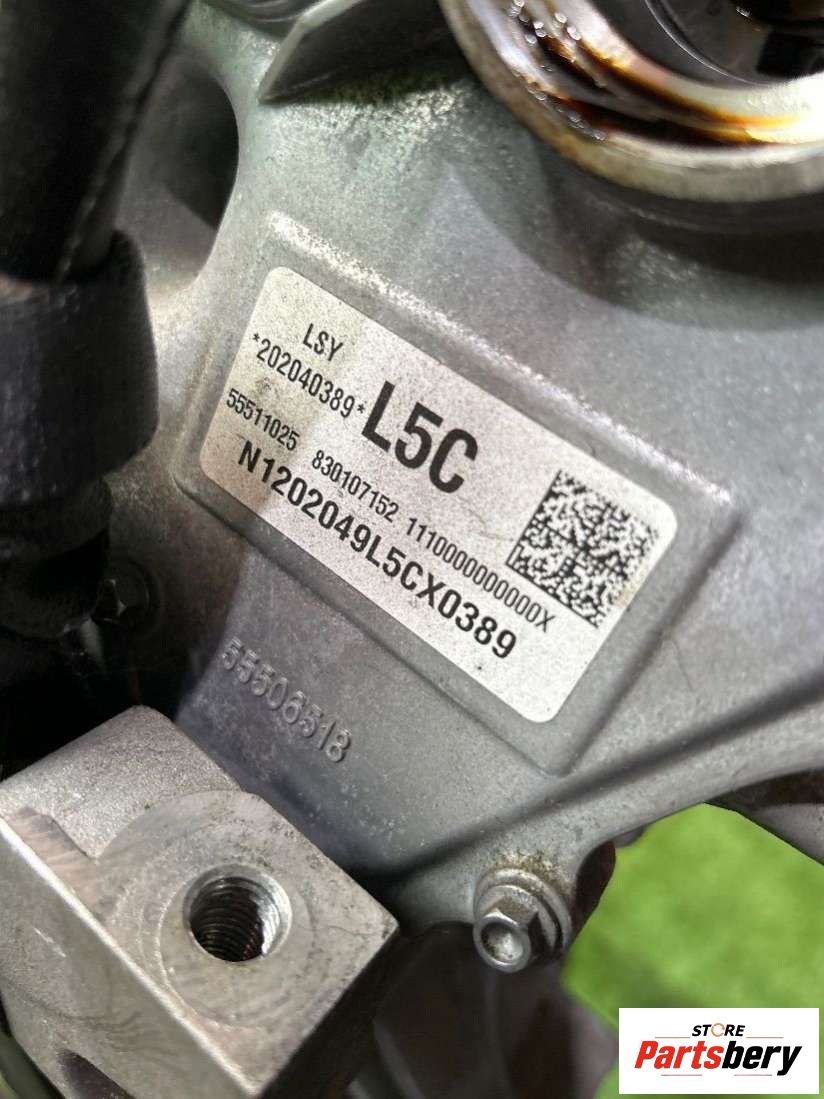 LSY
*202040389*
L5C
55511025 830107152 1110000000000X
N1202049L5CX0389
55506518
STORE
Partsbery